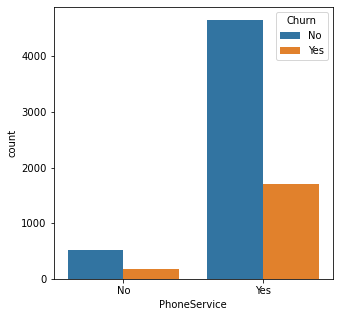 Churn
No
Yes
4000
3000
2000
1000
0
count
No Yes
PhoneService